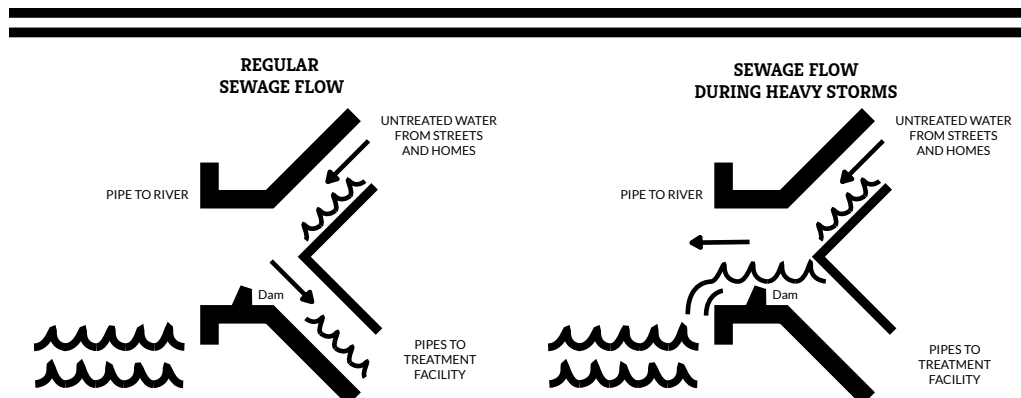 REGULAR
SEWAGE FLOW
UNTREATED WATER
FROM STREETS
AND HOMES
PIPE TO RIVER
Dam
PIPES TO
TREATMENT
FACILITY
SEWAGE FLOW
DURING HEAVY STORMS
UNTREATED WATER
FROM STREETS
AND HOMES
PIPE TO RIVER
Dam
PIPES TO
TREATMENT
FACILITY